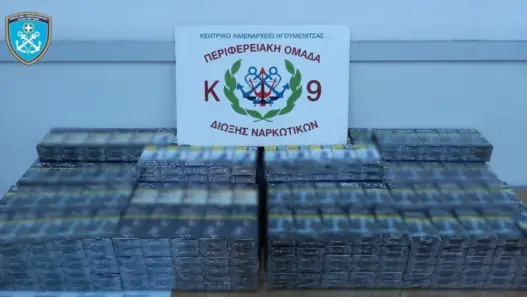 ΚΕΝΤΡΙΚΟ ΛΙΜΕΝΑΡΧΕΙΟ ΗΓΟΥΜΕΝΙΤΣΑΣ
ΠΕΡΙΦΕΡΕΙΑΚΗ ΟΜΑΔΑ
Κ 9
ΔΙΩΞΗΣ ΝΑΡΚΩΤΙΚΩΝ